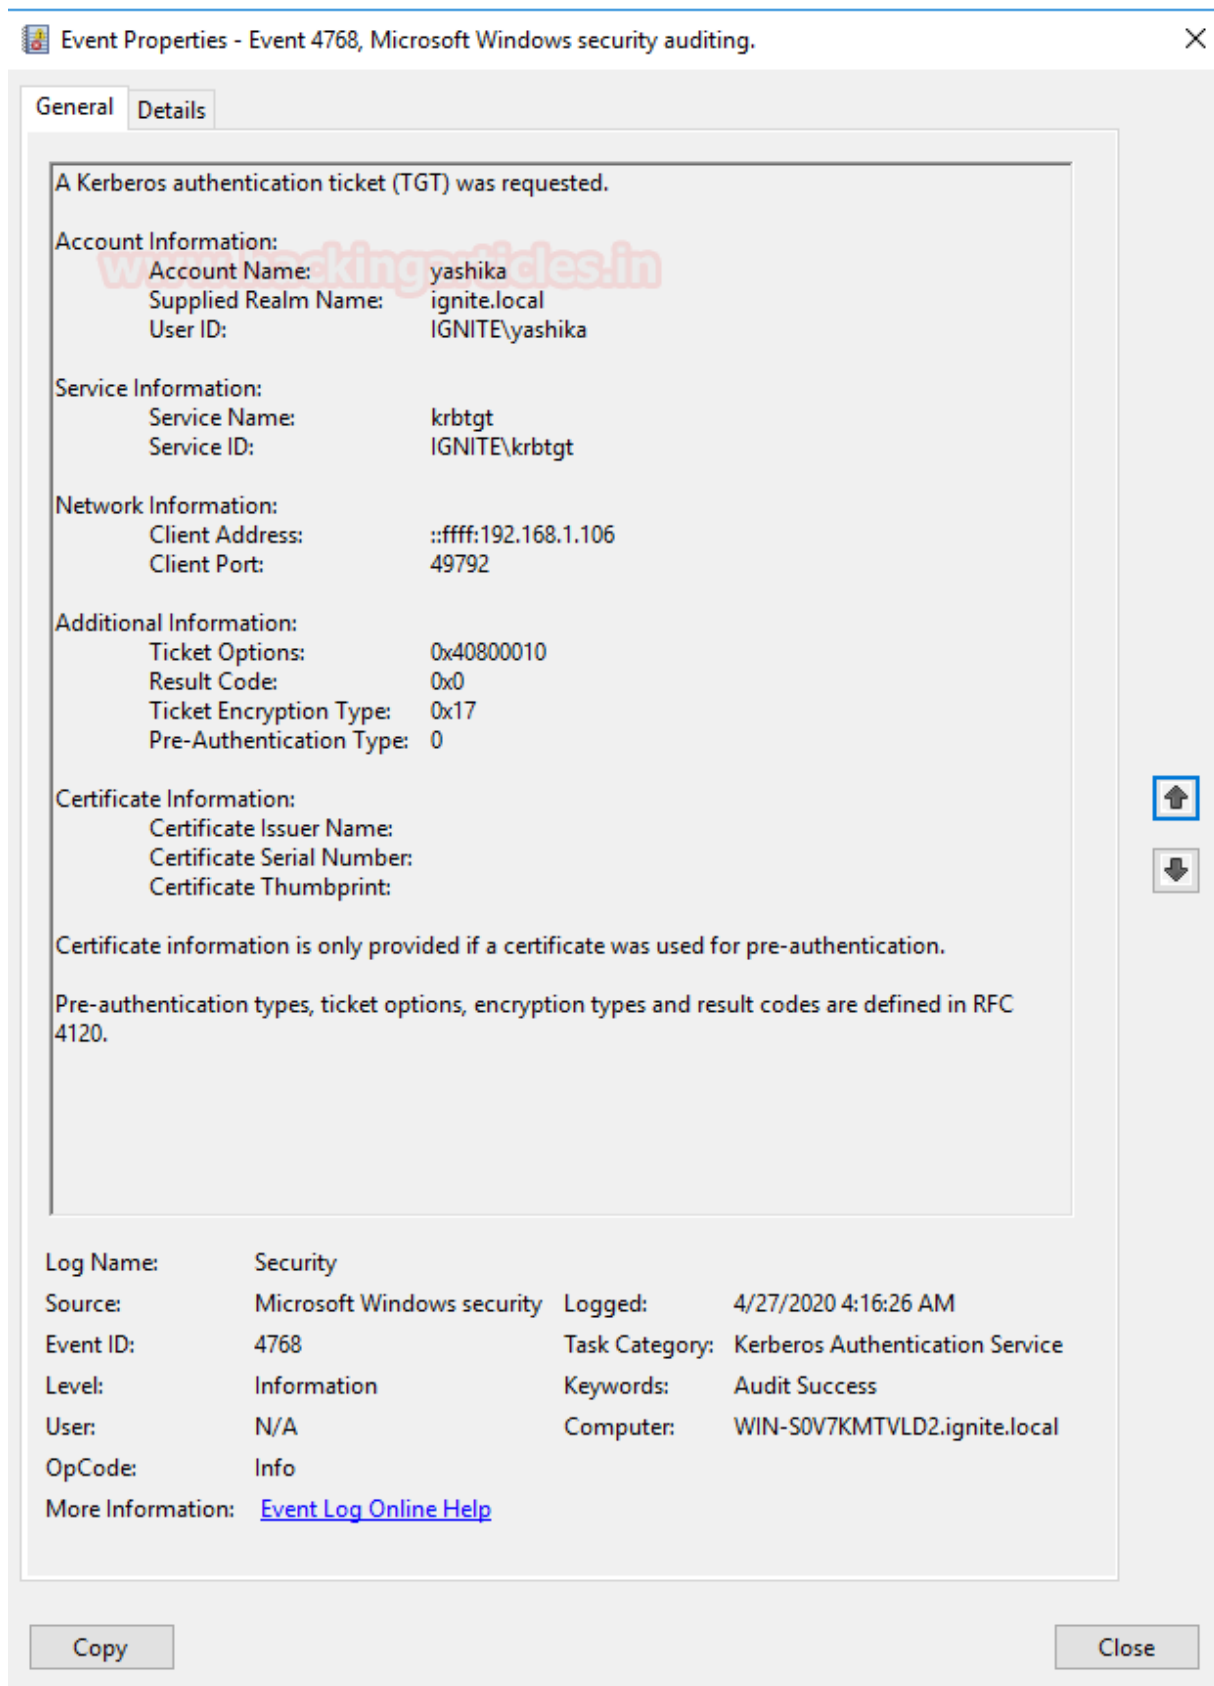 Event Properties - Event 4768, Microsoft Windows security auditing.
General Details
A Kerberos authentication ticket (TGT) was requested.
www.hackingarticles.in
Account Information:
Account Name: yashika
Supplied Realm Name: ignite.local
User ID: IGNITE\yashika
Service Information:
Service Name: krbtgt
Service ID: IGNITE\krbtgt
Network Information:
Client Address: ::ffff:192.168.1.106
Client Port: 49792
Additional Information:
Ticket Options: 0x40800010
Result Code: 0x0
Ticket Encryption Type: 0x17
Pre-Authentication Type: 0
Certificate Information:
Certificate Issuer Name:
Certificate Serial Number:
Certificate Thumbprint:
Certificate information is only provided if a certificate was used for pre-authentication.
Pre-authentication types, ticket options, encryption types and result codes are defined in RFC
4120.
Log Name: Security
Source: Microsoft Windows security Logged: 4/27/2020 4:16:26 AM
Event ID: 4768 Task Category: Kerberos Authentication Service
Level: Information Keywords: Audit Success
User: N/A Computer: WIN-S0V7KMTVLD2.ignite.local
OpCode: Info
More Information: Event Log Online Help
Copy Close